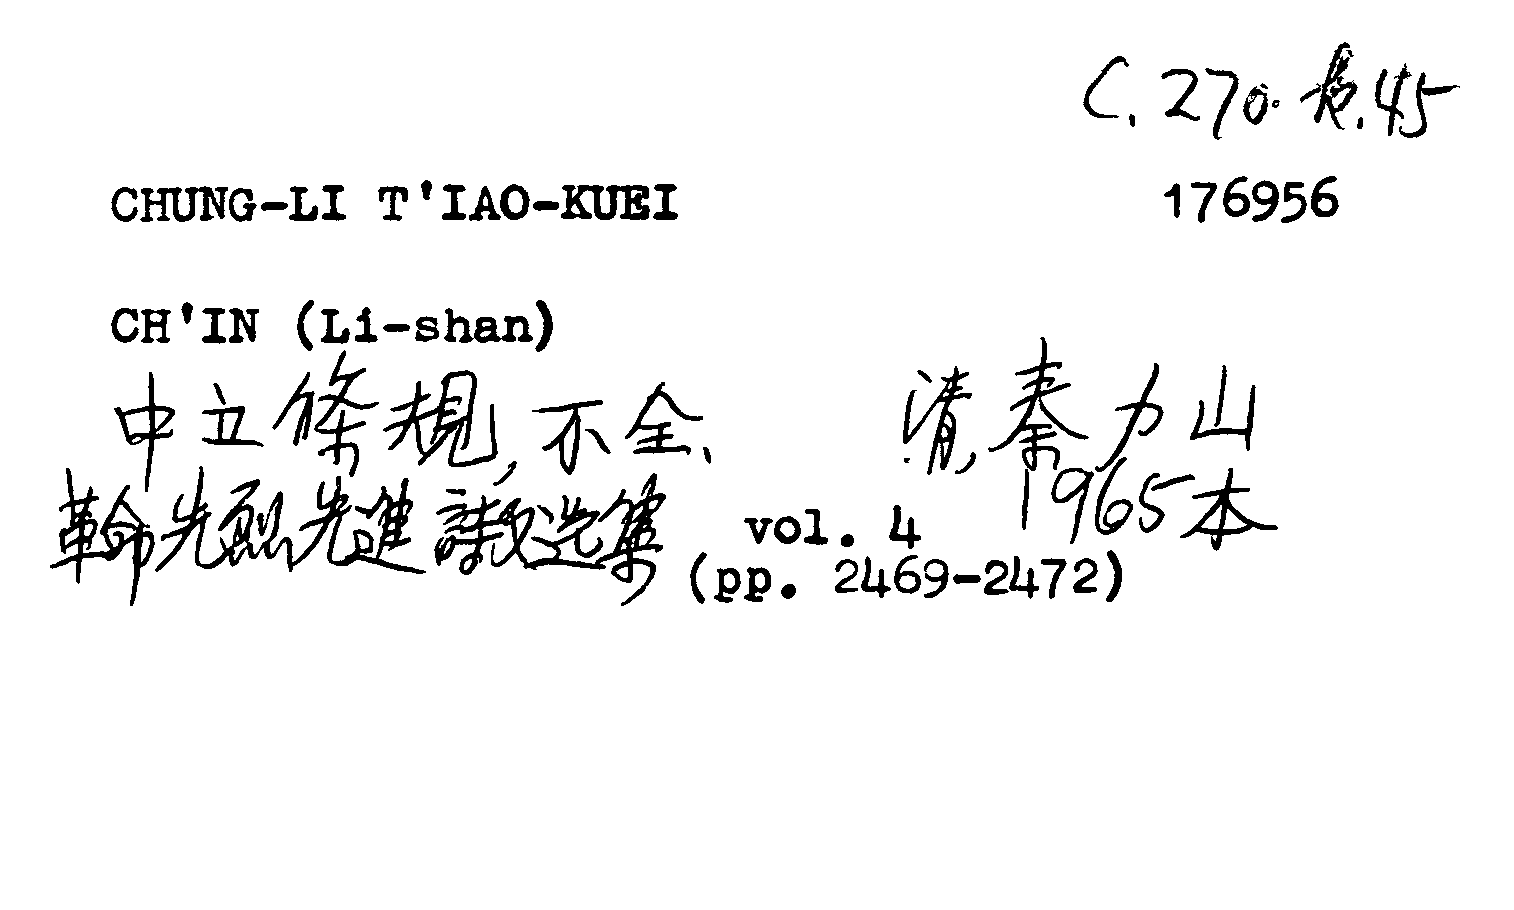 C. 270. 長. 45
CHUNG-LI T'IAO-KUEI 176956
CH'IN (Li-shan)
中立條規, 不全、 清, 秦力山
革命先烈先進詩文選集 vol. 4 1965本
(pp. 2469-2472)